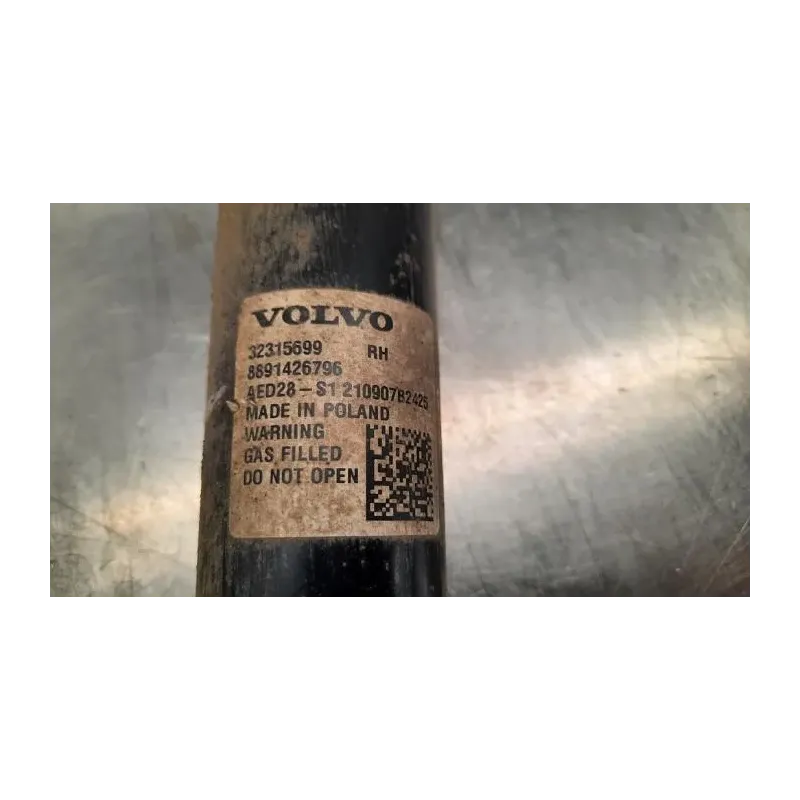 VOLVO
32315699 RH
8891426796
AED28-S1 210907B2425
MADE IN POLAND
WARNING
GAS FILLED
DO NOT OPEN